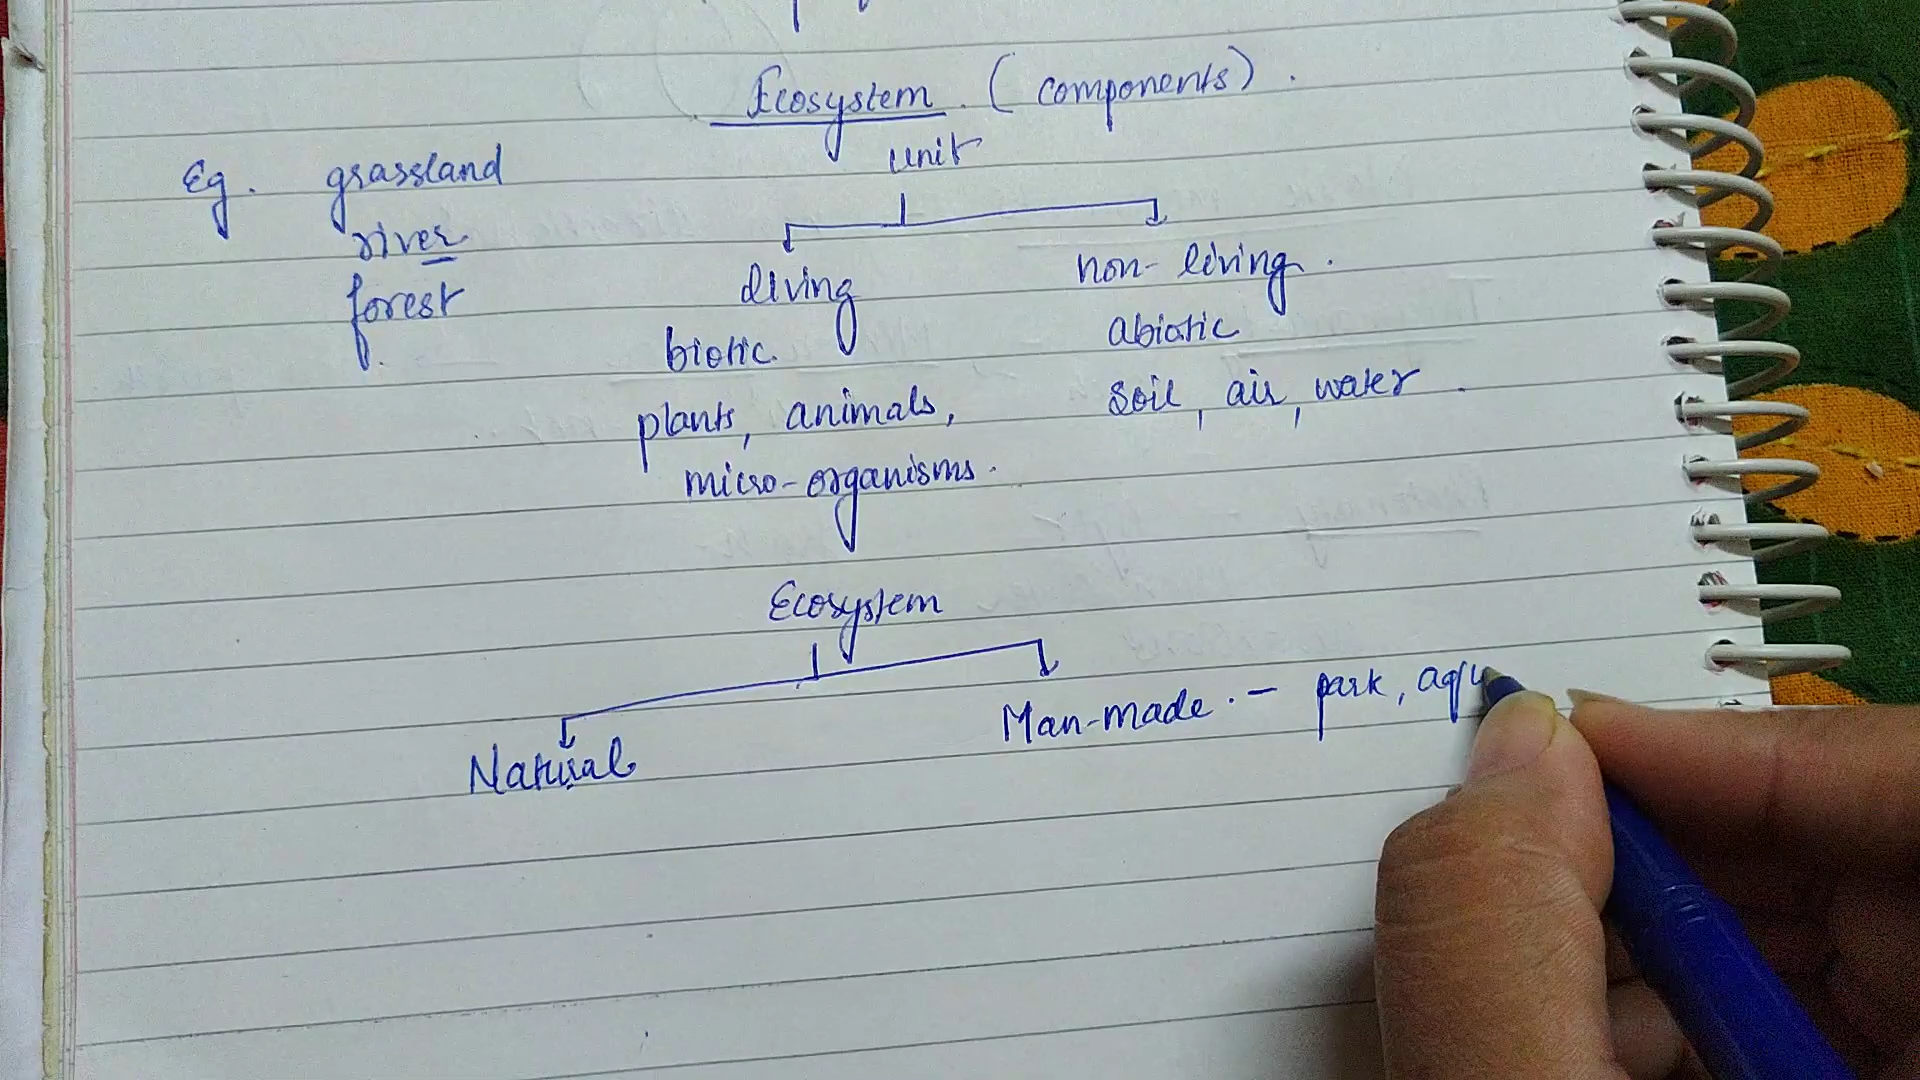 Ecosystem. (components).
unit
Eg. grassland
river
forest
living
non-living.
biotic.
abiotic
plants, animals,
soil, air, water.
micro-organisms.
Ecosystem
Man-made. - park, aqu
Natural